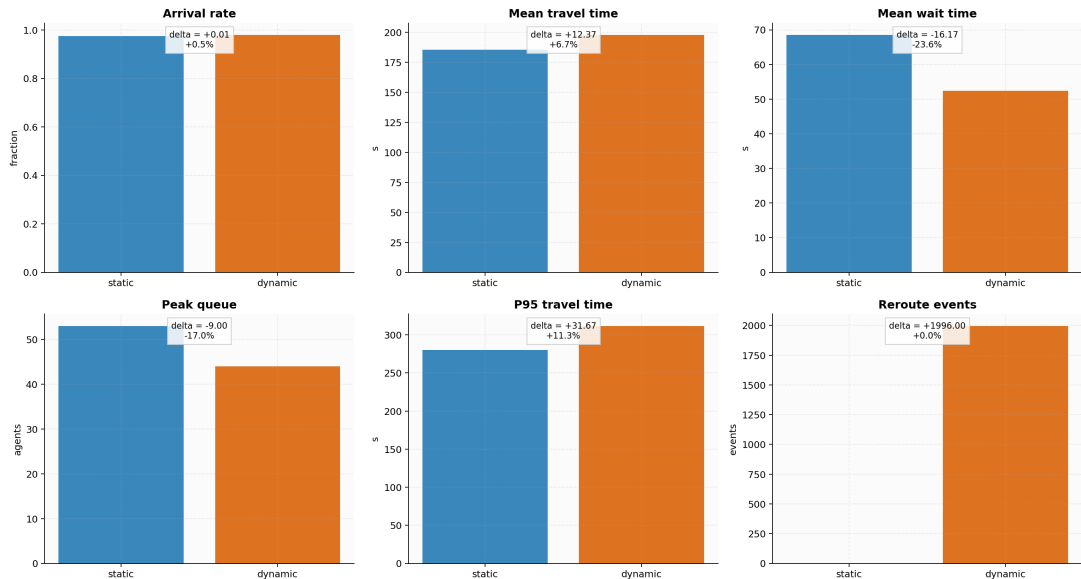 Arrival rate
delta = +0.01
+0.5%
1.0
0.8
0.6
0.4
0.2
0.0
fraction
static
dynamic
Mean travel time
delta = +12.37
+6.7%
200
175
150
125
100
75
50
25
0
s
static
dynamic
Mean wait time
delta = -16.17
-23.6%
70
60
50
40
30
20
10
0
s
static
dynamic
Peak queue
delta = -9.00
-17.0%
50
40
30
20
10
0
agents
static
dynamic
P95 travel time
delta = +31.67
+11.3%
300
250
200
150
100
50
0
s
static
dynamic
Reroute events
delta = +1996.00
+0.0%
2000
1750
1500
1250
1000
750
500
250
events
static
dynamic